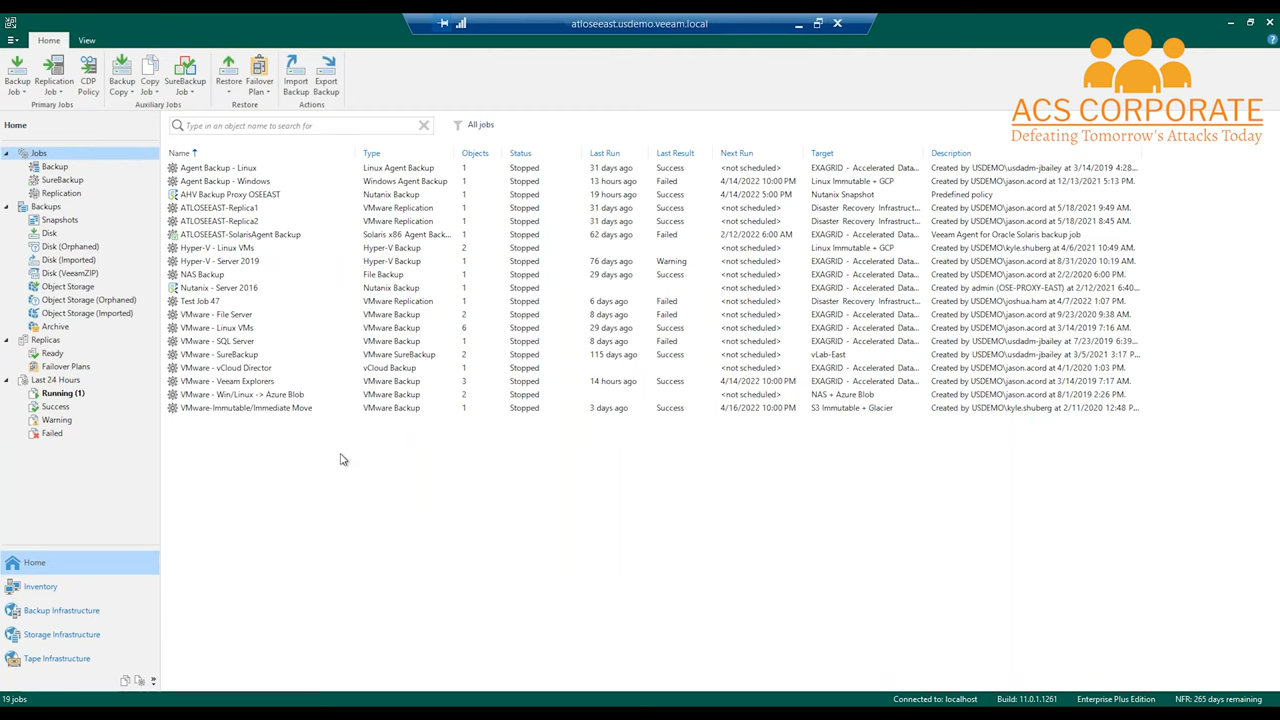 atloseeast.usdemo.veeam.local
Home View
Backup Job Replication Job CDP Policy Backup Copy Copy Job SureBackup Job Restore Failover Plan Import Backup Export Backup
Primary Jobs Auxiliary Jobs Restore Actions
ACS CORPORATE
Defeating Tomorrow's Attacks Today
Home
Type in an object name to search for
All jobs
Jobs
Backup
SureBackup
Replication
Backups
Snapshots
Disk
Disk (Orphaned)
Disk (Imported)
Disk (VeeamZIP)
Object Storage
Object Storage (Orphaned)
Object Storage (Imported)
Archive
Replicas
Ready
Failover Plans
Last 24 Hours
Running (1)
Success
Warning
Failed
Home
Inventory
Backup Infrastructure
Storage Infrastructure
Tape Infrastructure
Name Type Objects Status Last Run Last Result Next Run Target Description
Agent Backup - Linux Linux Agent Backup 1 Stopped 31 days ago Success <not scheduled> EXAGRID - Accelerated Data... Created by USDEMO\usdadm-jbailey at 3/14/2019 4:28...
Agent Backup - Windows Windows Agent Backup 1 Stopped 13 hours ago Failed 4/14/2022 10:00 PM Linux Immutable + GCP Created by USDEMO\jason.acord at 12/13/2021 5:13 PM.
AHV Backup Proxy OSEEAST Nutanix Backup 1 Stopped 19 hours ago Success 4/14/2022 5:00 PM Nutanix Snapshot Predefined policy
ATLOSEEAST-Replica1 VMware Replication 1 Stopped 31 days ago Success <not scheduled> Disaster Recovery Infrastruct... Created by USDEMO\jason.acord at 5/18/2021 9:49 AM.
ATLOSEEAST-Replica2 VMware Replication 1 Stopped 31 days ago Success <not scheduled> Disaster Recovery Infrastruct... Created by USDEMO\jason.acord at 5/18/2021 8:45 AM.
ATLOSEEAST-SolarisAgent Backup Solaris x86 Agent Back... 1 Stopped 62 days ago Success 2/12/2022 6:00 AM EXAGRID - Accelerated Data... Veeam Agent for Oracle Solaris backup job
Hyper-V - Linux VMs Hyper-V Backup 2 Stopped <not scheduled> Linux Immutable + GCP Created by USDEMO\kyle.shuberg at 4/6/2021 10:49 AM.
Hyper-V - Server 2019 Hyper-V Backup 1 Stopped 76 days ago Warning <not scheduled> EXAGRID - Accelerated Data... Created by USDEMO\jason.acord at 8/31/2020 10:19 AM.
NAS Backup File Backup 1 Stopped 29 days ago Success <not scheduled> EXAGRID - Accelerated Data... Created by USDEMO\jason.acord at 2/2/2020 6:00 PM.
Nutanix - Server 2016 Nutanix Backup 1 Stopped <not scheduled> EXAGRID - Accelerated Data... Created by admin (OSE-PROXY-EAST) at 2/12/2021 6:40...
Test Job 47 VMware Replication 1 Stopped 6 days ago Failed <not scheduled> Disaster Recovery Infrastruct... Created by USDEMO\joshua.ham at 4/7/2022 1:07 PM.
VMware - File Server VMware Backup 2 Stopped 8 days ago Failed <not scheduled> EXAGRID - Accelerated Data... Created by USDEMO\jason.acord at 9/23/2020 9:38 AM.
VMware - Linux VMs VMware Backup 6 Stopped 29 days ago Success <not scheduled> EXAGRID - Accelerated Data... Created by USDEMO\jason.acord at 3/14/2019 7:16 AM.
VMware - SQL Server VMware Backup 1 Stopped 8 days ago Failed <not scheduled> EXAGRID - Accelerated Data... Created by USDEMO\usdadm-jbailey at 7/23/2019 6:39...
VMware - SureBackup VMware SureBackup 2 Stopped 115 days ago Success <not scheduled> vLab-East Created by USDEMO\usdadm-jbailey at 3/5/2021 3:17 P...
VMware - vCloud Director vCloud Backup 1 Stopped <not scheduled> EXAGRID - Accelerated Data... Created by USDEMO\jason.acord at 4/1/2020 1:03 PM.
VMware - Veeam Explorers VMware Backup 3 Stopped 14 hours ago Success 4/14/2022 10:00 PM EXAGRID - Accelerated Data... Created by USDEMO\jason.acord at 3/14/2019 7:17 AM.
VMware - Win/Linux -> Azure Blob VMware Backup 2 Stopped <not scheduled> NAS + Azure Blob Created by USDEMO\jason.acord at 8/1/2019 2:26 PM.
VMware-Immutable/Immediate Move VMware Backup 1 Stopped 3 days ago Success 4/16/2022 10:00 PM S3 Immutable + Glacier Created by USDEMO\kyle.shuberg at 2/11/2020 12:48 P...
19 jobs Connected to: localhost Build: 11.0.1.1261 Enterprise Plus Edition NFR: 265 days remaining